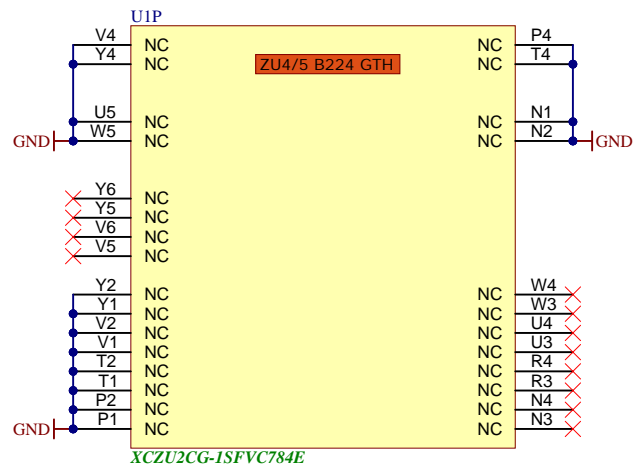 U1P
V4 NC NC P4
Y4 NC ZU4/5 B224 GTH NC T4
U5 NC NC N1
GND W5 NC NC N2 GND
Y6 NC
Y5 NC
V6 NC
V5 NC
Y2 NC NC W4
Y1 NC NC W3
V2 NC NC U4
V1 NC NC U3
T2 NC NC R4
T1 NC NC R3
P2 NC NC N4
GND P1 NC NC N3
XCZU2CG-1SFVC784E